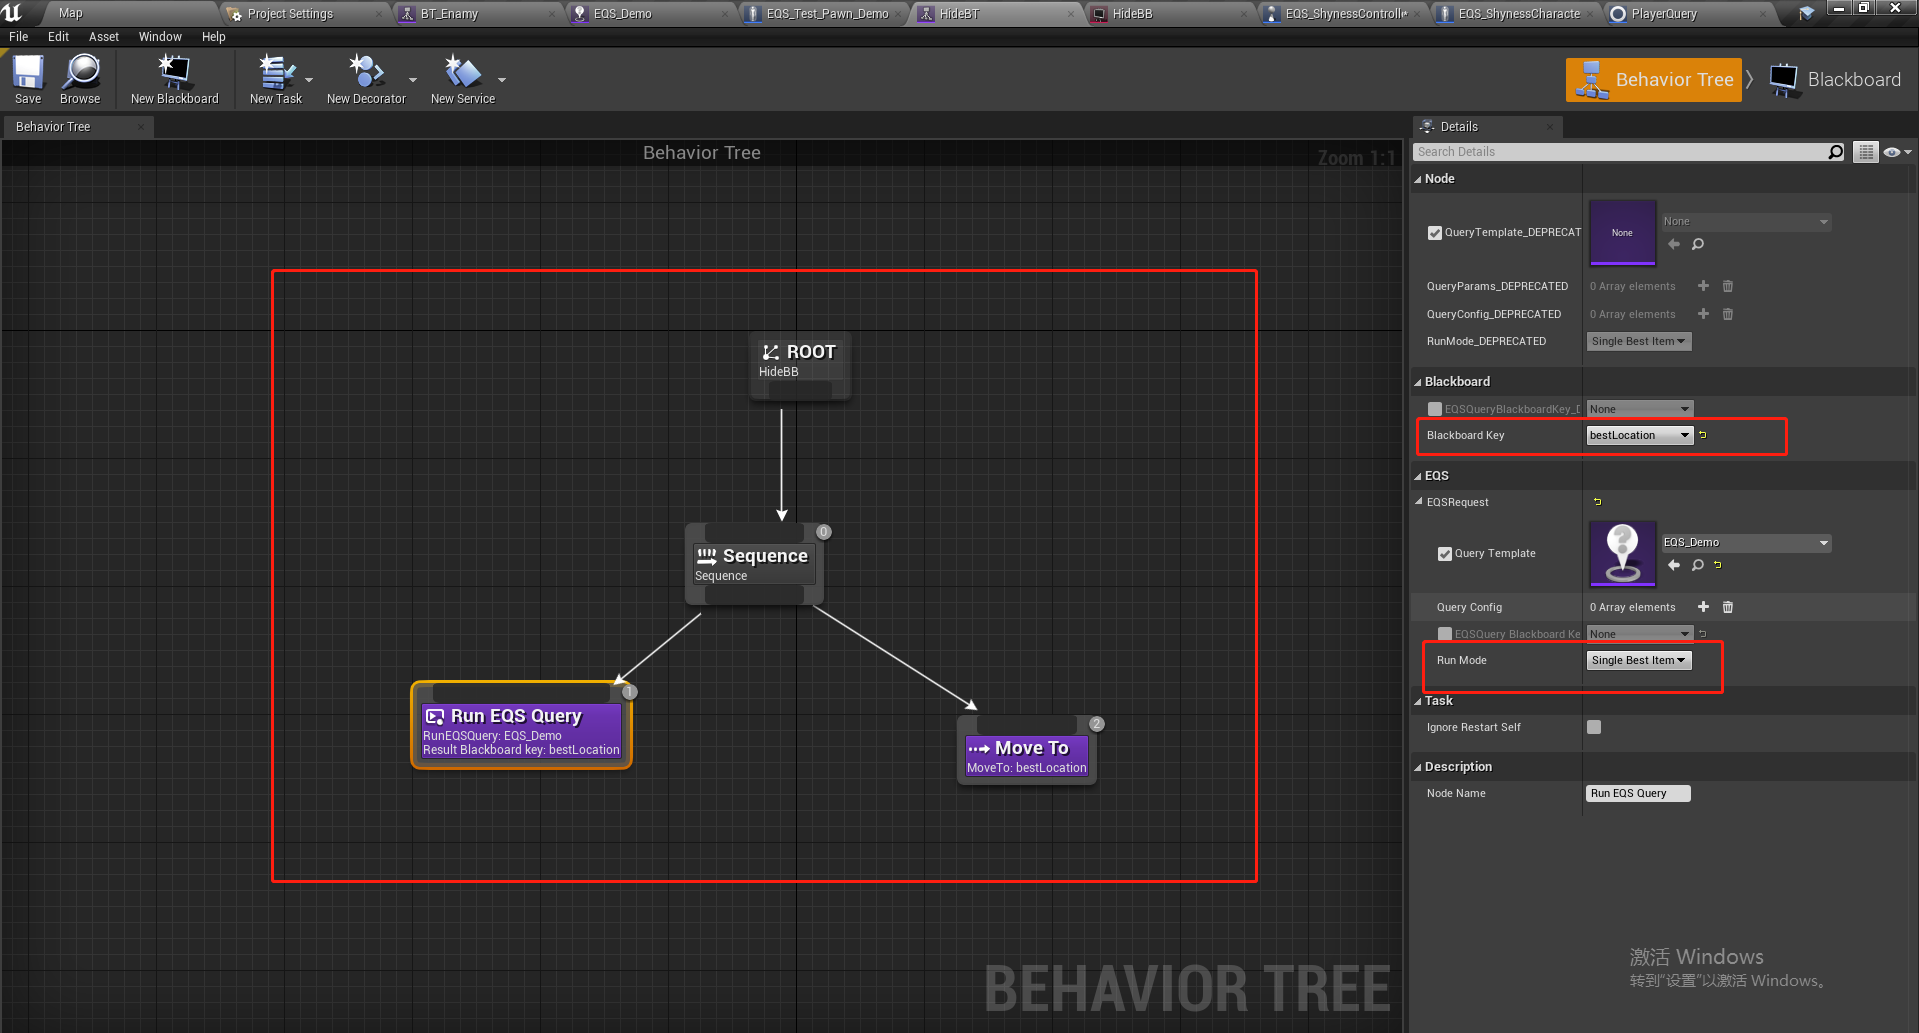 Map
Project Settings
BT_Enamy
EQS_Demo
EQS_Test_Pawn_Demo
HideBT
HideBB
EQS_ShynessControll*
EQS_ShynessCharacte
PlayerQuery
File Edit Asset Window Help
Save
Browse
New Blackboard
New Task
New Decorator
New Service
Behavior Tree
Blackboard
Behavior Tree
Details
Behavior Tree
Zoom 1:1
Search Details
Node
QueryTemplate_DEPRECAT
None
None
QueryParams_DEPRECATED
0 Array elements
QueryConfig_DEPRECATED
0 Array elements
RunMode_DEPRECATED
Single Best Item
Blackboard
EQSQueryBlackboardKey_D
None
Blackboard Key
bestLocation
EQS
EQSRequest
Query Template
EQS_Demo
Query Config
0 Array elements
EQSQuery Blackboard Ke
None
Run Mode
Single Best Item
Task
Ignore Restart Self
Description
Node Name
Run EQS Query
ROOT
HideBB
0
Sequence
Sequence
1
Run EQS Query
RunEQSQuery: EQS_Demo
Result Blackboard key: bestLocation
2
Move To
MoveTo: bestLocation
BEHAVIOR TREE
激活 Windows
转到“设置”以激活 Windows。